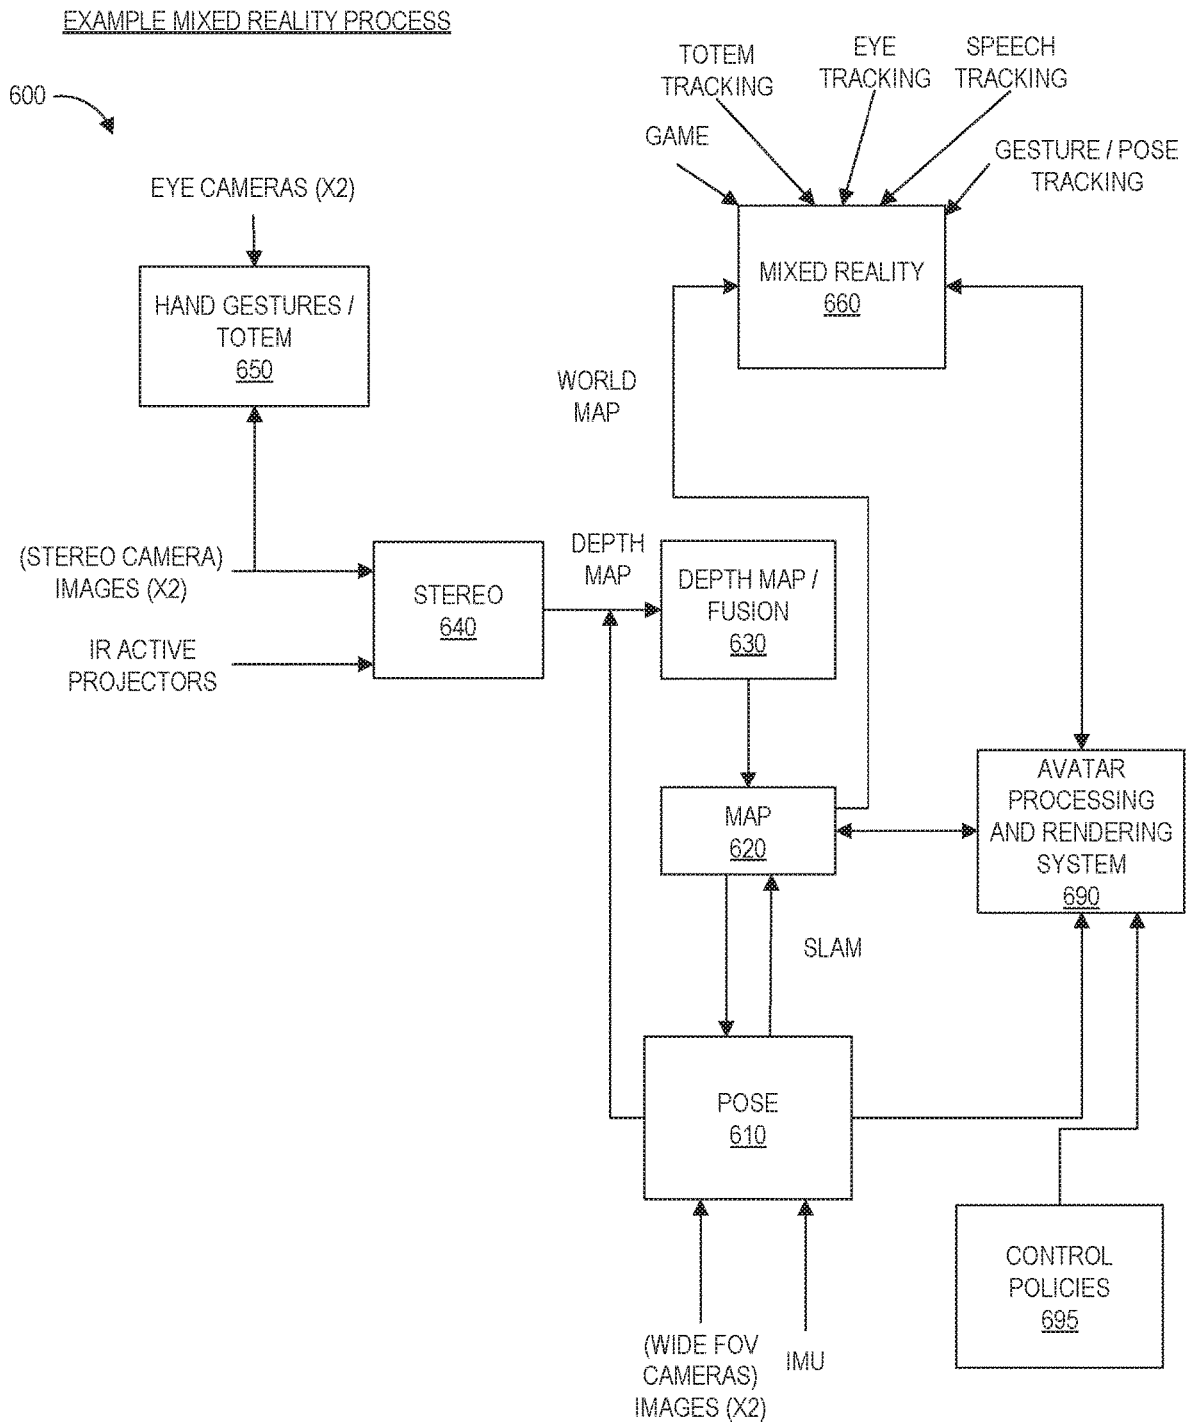 EXAMPLE MIXED REALITY PROCESS
600
TOTEM
TRACKING
EYE
TRACKING
SPEECH
TRACKING
GAME
GESTURE / POSE
TRACKING
EYE CAMERAS (X2)
HAND GESTURES /
TOTEM
650
MIXED REALITY
660
WORLD
MAP
(STEREO CAMERA)
IMAGES (X2)
IR ACTIVE
PROJECTORS
STEREO
640
DEPTH
MAP
DEPTH MAP /
FUSION
630
MAP
620
AVATAR
PROCESSING
AND RENDERING
SYSTEM
690
SLAM
POSE
610
CONTROL
POLICIES
695
(WIDE FOV
CAMERAS)
IMAGES (X2)
IMU